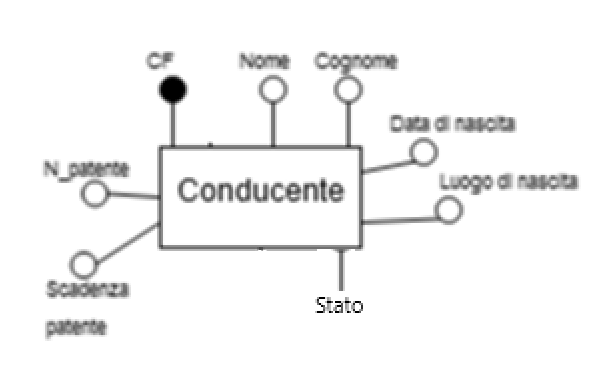 CF
Nome
Cognome
Data di nascita
N_patente
Luogo di nascita
Conducente
Scadenza
patente
Stato